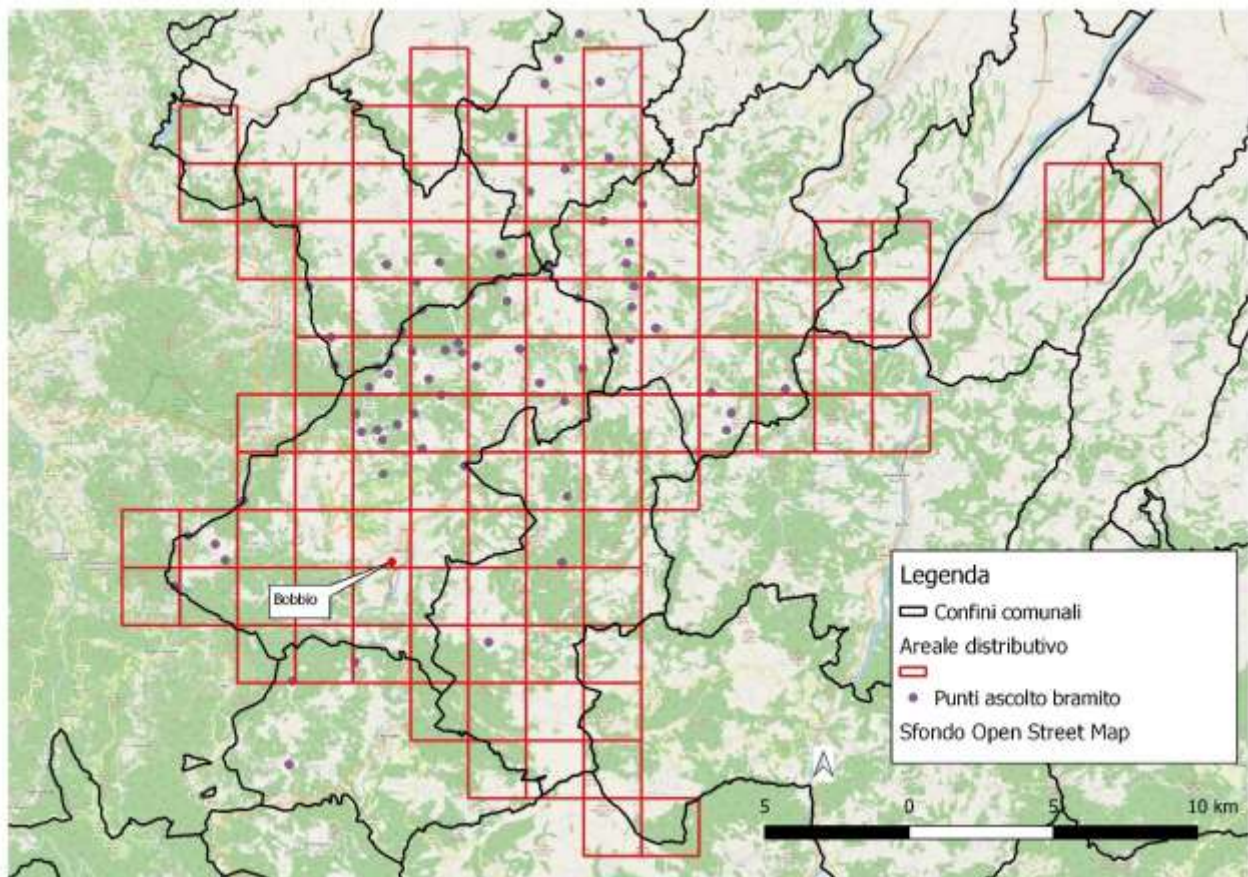 Bobbio
Legenda
Confini comunali
Areale distributivo
Punti ascolto bramito
Sfondo Open Street Map
5 0 5 10 km